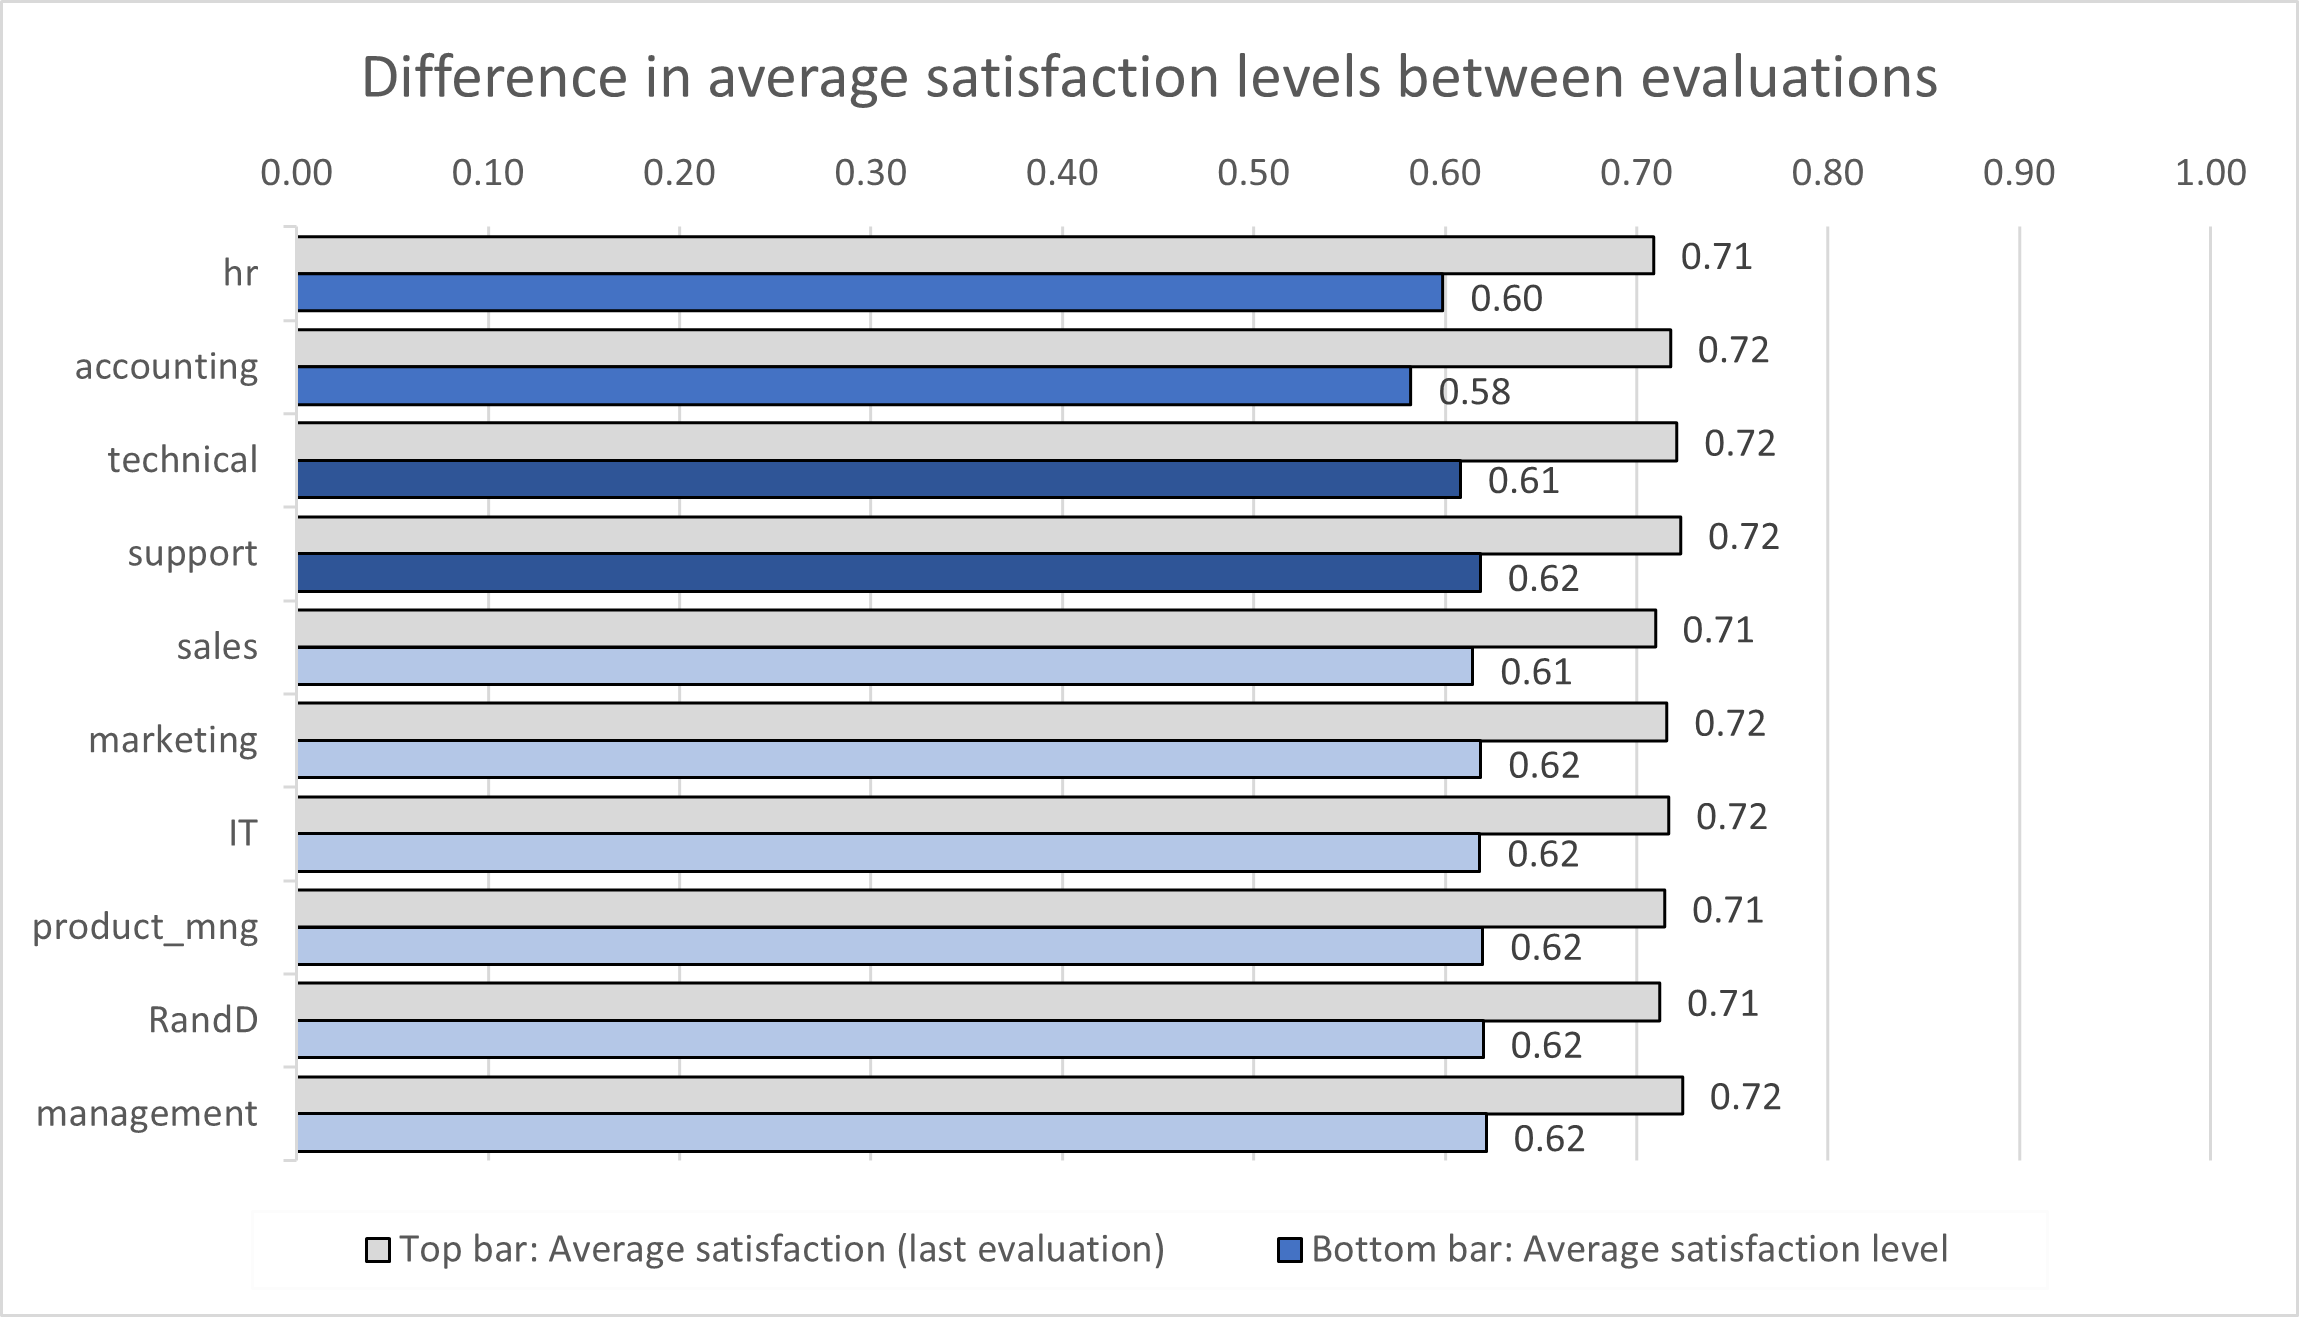 Difference in average satisfaction levels between evaluations
0.00 0.10 0.20 0.30 0.40 0.50 0.60 0.70 0.80 0.90 1.00
hr
0.71
0.60
accounting
0.72
0.58
technical
0.72
0.61
support
0.72
0.62
sales
0.71
0.61
marketing
0.72
0.62
IT
0.72
0.62
product_mng
0.71
0.62
RandD
0.71
0.62
management
0.72
0.62
Top bar: Average satisfaction (last evaluation) Bottom bar: Average satisfaction level